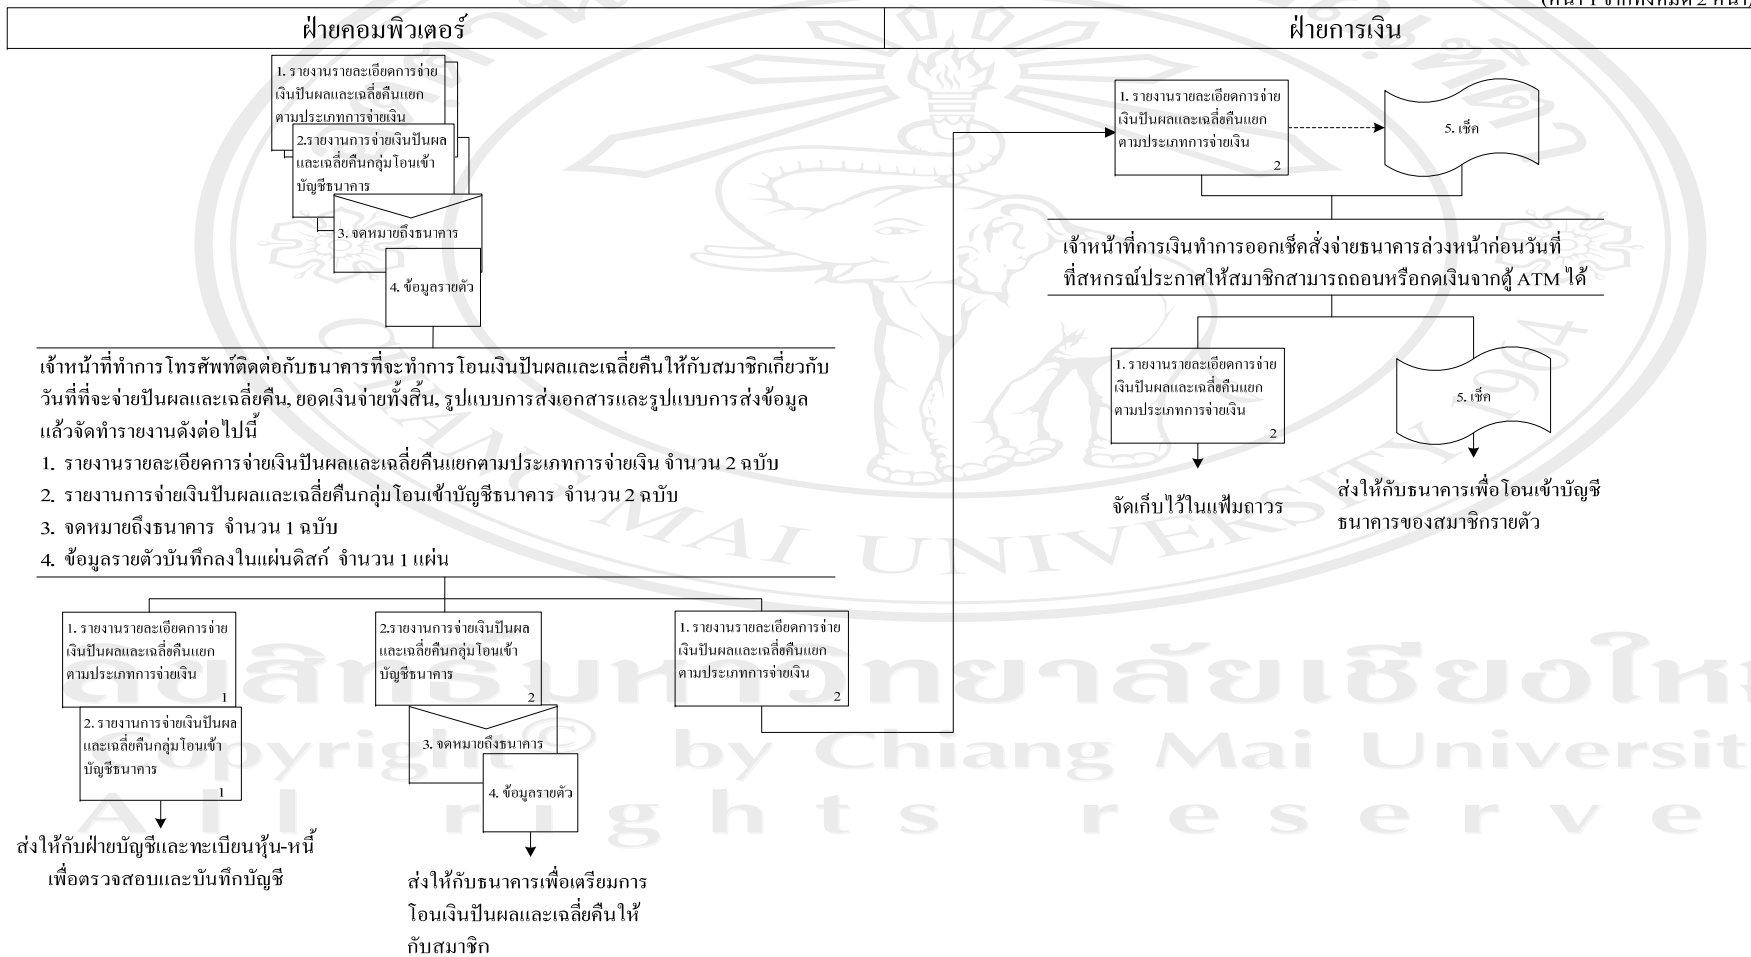 (หน้า 1 จากทั้งหมด 2 หน้า)
ฝ่ายคอมพิวเตอร์
ฝ่ายการเงิน
1. รายงานรายละเอียดการจ่าย
เงินปันผลและเฉลี่ยคืนแยก
ตามประเภทการจ่ายเงิน
2.รายงานการจ่ายเงินปันผล
และเฉลี่ยคืนกลุ่มโอนเข้า
บัญชีธนาคาร
3. จดหมายถึงธนาคาร
4. ข้อมูลรายตัว
เจ้าหน้าที่ทำการโทรศัพท์ติดต่อกับธนาคารที่จะทำการโอนเงินปันผลและเฉลี่ยคืนให้กับสมาชิกเกี่ยวกับ
วันที่ที่จะจ่ายปันผลและเฉลี่ยคืน, ยอดเงินจ่ายทั้งสิ้น, รูปแบบการส่งเอกสารและรูปแบบการส่งข้อมูล
แล้วจัดทำรายงานดังต่อไปนี้
1. รายงานรายละเอียดการจ่ายเงินปันผลและเฉลี่ยคืนแยกตามประเภทการจ่ายเงิน จำนวน 2 ฉบับ
2. รายงานการจ่ายเงินปันผลและเฉลี่ยคืนกลุ่มโอนเข้าบัญชีธนาคาร จำนวน 2 ฉบับ
3. จดหมายถึงธนาคาร จำนวน 1 ฉบับ
4. ข้อมูลรายตัวบันทึกลงในแผ่นดิสก์ จำนวน 1 แผ่น
1. รายงานรายละเอียดการจ่าย
เงินปันผลและเฉลี่ยคืนแยก
ตามประเภทการจ่ายเงิน
1
2. รายงานการจ่ายเงินปันผล
และเฉลี่ยคืนกลุ่มโอนเข้า
บัญชีธนาคาร
1
ส่งให้กับฝ่ายบัญชีและทะเบียนหุ้น-หนี้
เพื่อตรวจสอบและบันทึกบัญชี
2.รายงานการจ่ายเงินปันผล
และเฉลี่ยคืนกลุ่มโอนเข้า
บัญชีธนาคาร
2
3. จดหมายถึงธนาคาร
4. ข้อมูลรายตัว
ส่งให้กับธนาคารเพื่อเตรียมการ
โอนเงินปันผลและเฉลี่ยคืนให้
กับสมาชิก
1. รายงานรายละเอียดการจ่าย
เงินปันผลและเฉลี่ยคืนแยก
ตามประเภทการจ่ายเงิน
2
1. รายงานรายละเอียดการจ่าย
เงินปันผลและเฉลี่ยคืนแยก
ตามประเภทการจ่ายเงิน
2
5. เช็ค
เจ้าหน้าที่การเงินทำการออกเช็คสั่งจ่ายธนาคารล่วงหน้าก่อนวันที่
ที่สหกรณ์ประกาศให้สมาชิกสามารถถอนหรือกดเงินจากตู้ ATM ได้
1. รายงานรายละเอียดการจ่าย
เงินปันผลและเฉลี่ยคืนแยก
ตามประเภทการจ่ายเงิน
2
5. เช็ค
จัดเก็บไว้ในแฟ้มถาวร
ส่งให้กับธนาคารเพื่อโอนเข้าบัญชี
ธนาคารของสมาชิกรายตัว
CHIANG MAI UNIVERSITY 1964
Copyright © by Chiang Mai Universit
All rights reserve